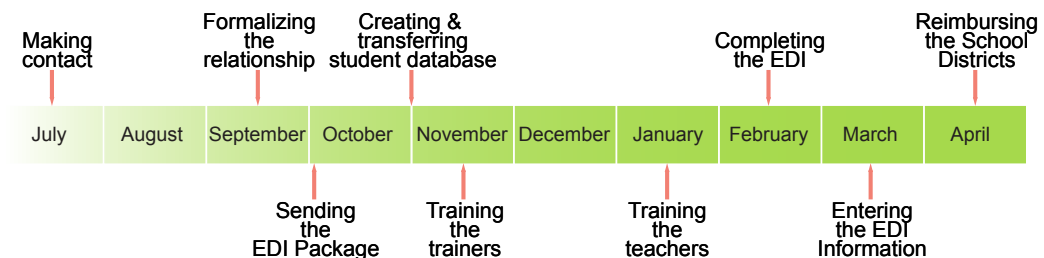 Making
contact
Formalizing
the
relationship
Creating &
transferring
student database
Completing
the EDI
Reimbursing
the School
Districts
July
August
September
October
November
December
January
February
March
April
Sending
the
EDI Package
Training
the
trainers
Training
the
teachers
Entering
the EDI
Information